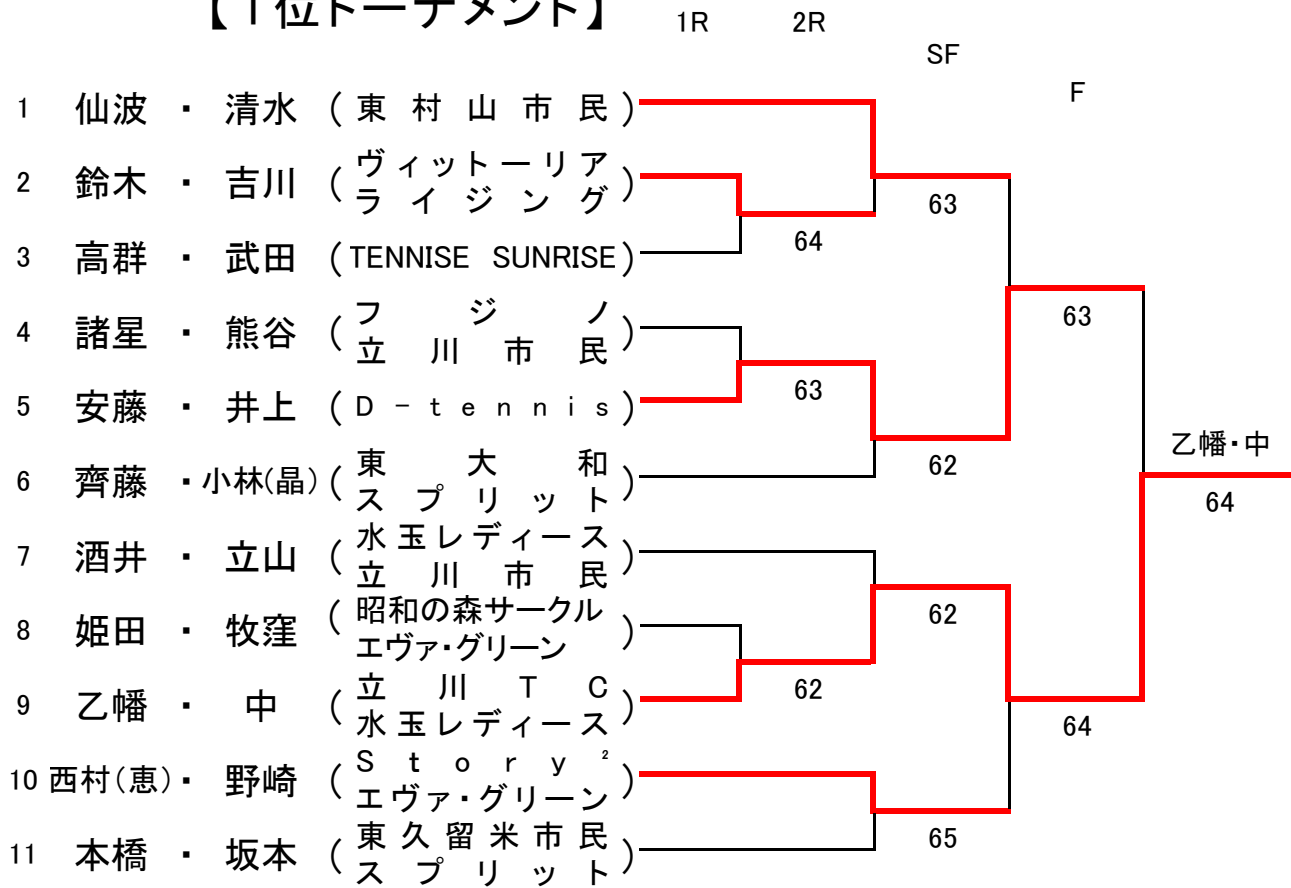 【１位トーナメント】
1R 2R
SF
F
1 仙波 ・ 清水 （東村山市民）
2 鈴木 ・ 吉川 （ヴィットーリア
ライジング）
63
3 高群 ・ 武田 （TENNISE SUNRISE）
64
4 諸星 ・ 熊谷 （フジノ
立川市民）
63
5 安藤 ・ 井上 （D-tennis）
63
6 齊藤 ・小林(晶)（東大和
スプリット）
62
乙幡・中
64
7 酒井 ・ 立山 （水玉レディース
立川市民）
8 姫田 ・ 牧窪 （昭和の森サークル
エヴァ・グリーン）
62
9 乙幡 ・ 中 （立川TC
水玉レディース）
62
64
10 西村(恵)・ 野崎 （Story²
エヴァ・グリーン）
11 本橋 ・ 坂本 （東久留米市民
スプリット）
65